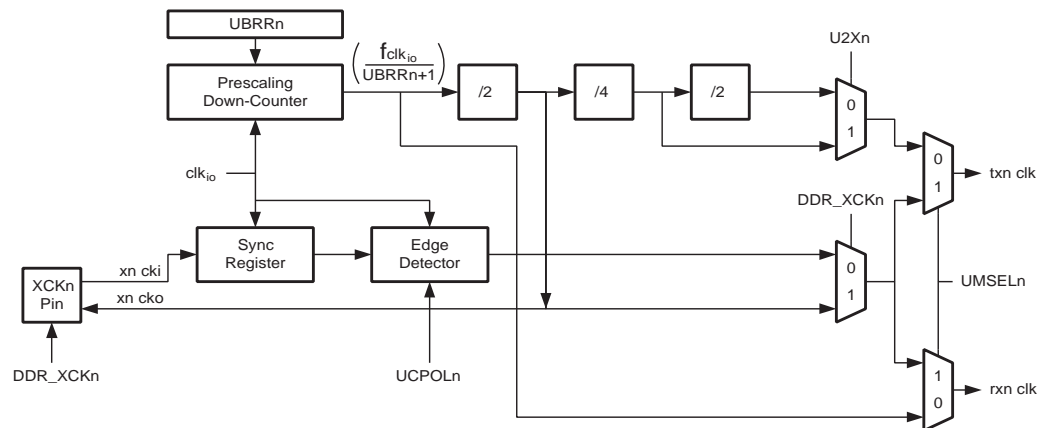 UBRRn
U2Xn
fclkio
UBRRn+1
Prescaling
Down-Counter
/2
/4
/2
0
1
clkio
0
1
txn clk
DDR_XCKn
Sync
Register
Edge
Detector
0
1
xn cki
XCKn
Pin
xn cko
UMSELn
DDR_XCKn
UCPOLn
1
0
rxn clk